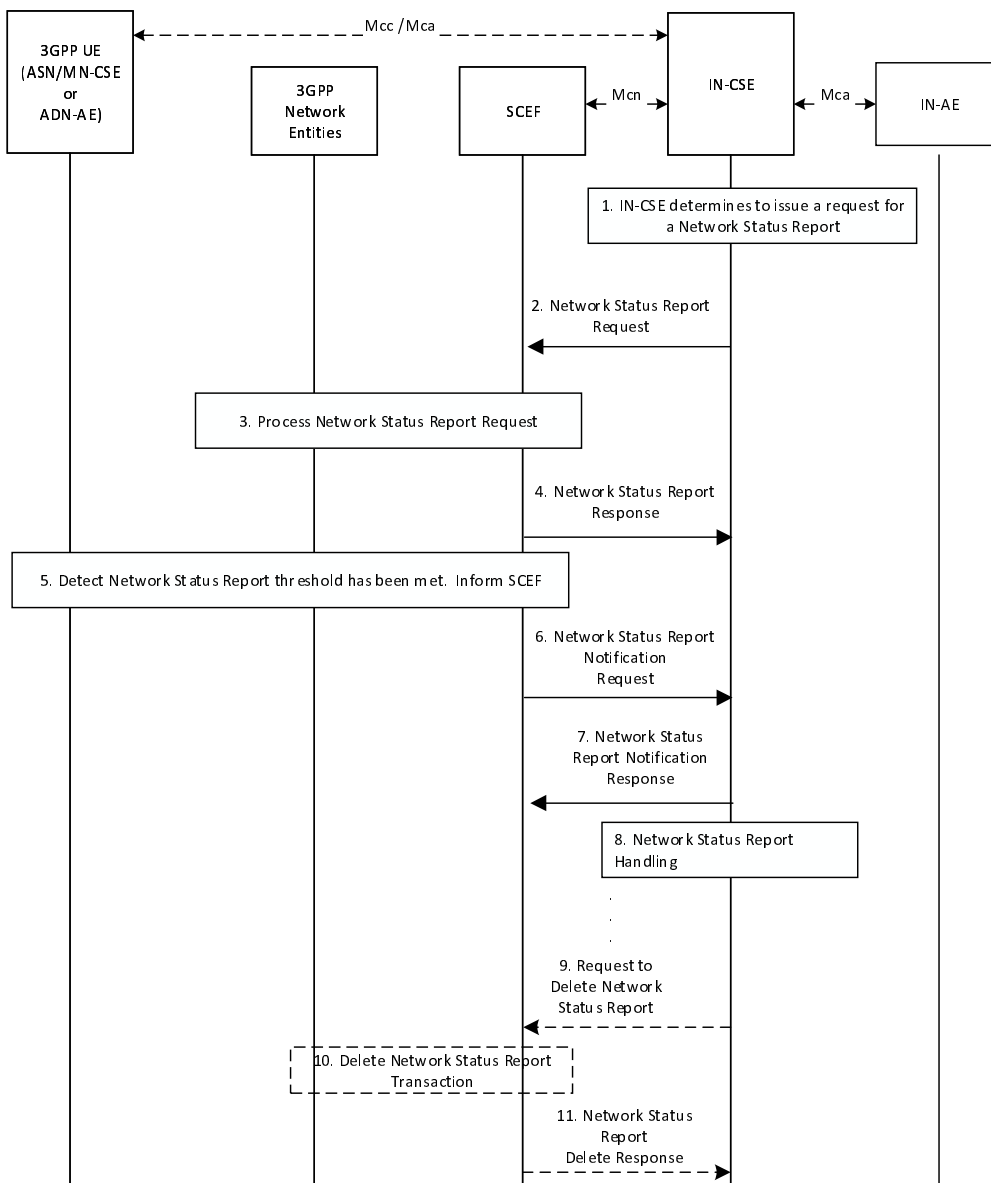 Mcc / Mca
3GPP UE
(ASN/MN-CSE
or
ADN-AE)
3GPP
Network
Entities
SCEF
Mcn
IN-CSE
Mca
IN-AE
1. IN-CSE determines to issue a request for
a Network Status Report
2. Network Status Report
Request
3. Process Network Status Report Request
4. Network Status Report
Response
5. Detect Network Status Report threshold has been met. Inform SCEF
6. Network Status Report
Notification
Request
7. Network Status
Report Notification
Response
8. Network Status Report
Handling
9. Request to
Delete Network
Status Report
10. Delete Network Status Report
Transaction
11. Network Status
Report
Delete Response